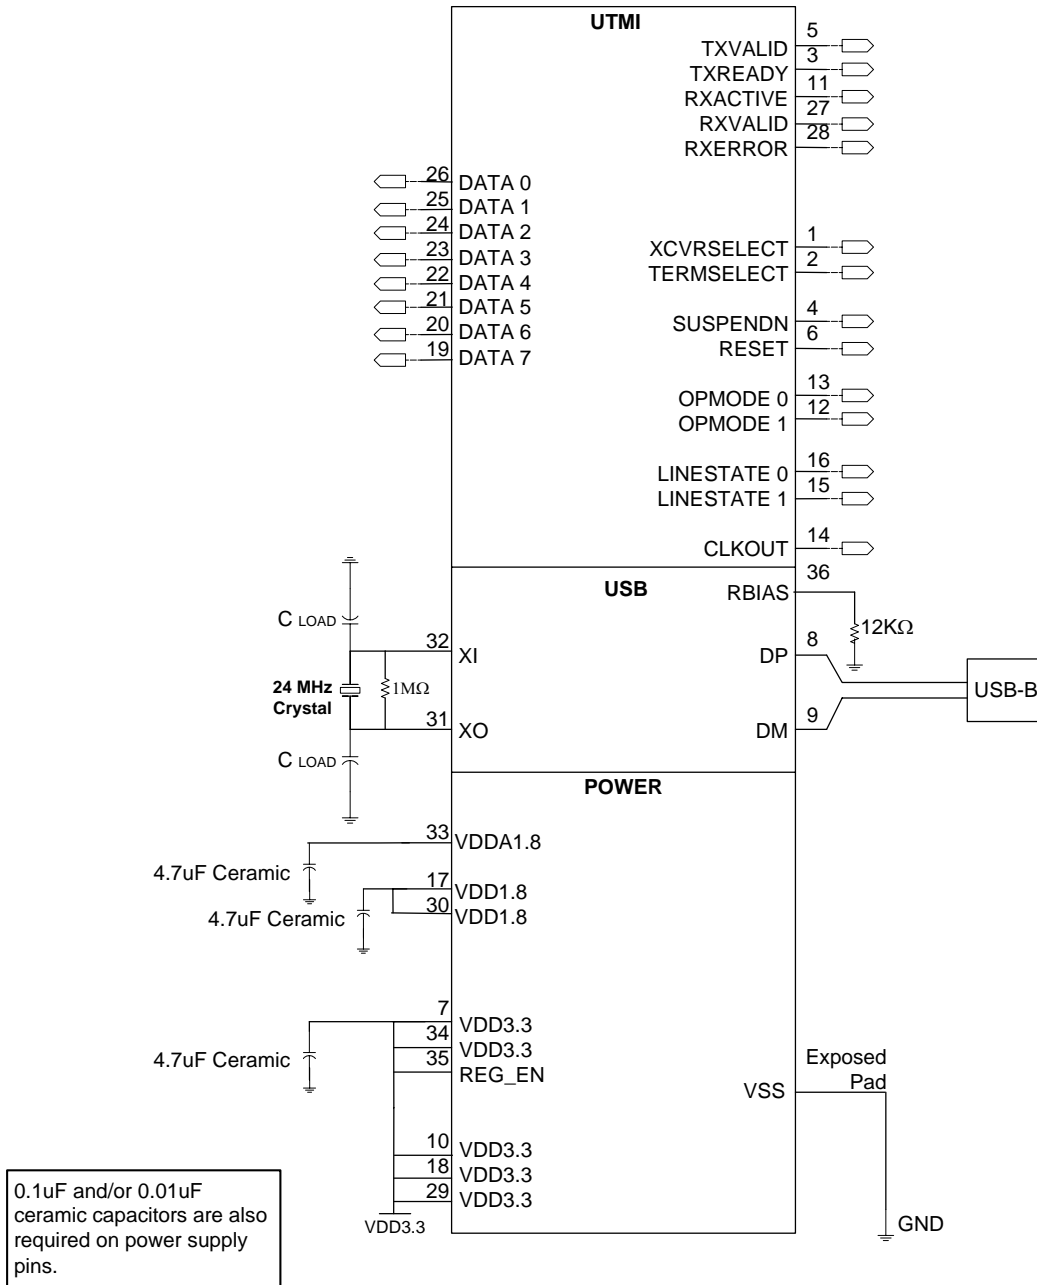 UTMI
5
TXVALID
3
TXREADY
11
RXACTIVE
27
RXVALID
28
RXERROR
26
DATA 0
25
DATA 1
24
DATA 2
23
DATA 3
22
DATA 4
21
DATA 5
20
DATA 6
19
DATA 7
1
XCVRSELECT
2
TERMSELECT
4
SUSPENDN
6
RESET
13
OPMODE 0
12
OPMODE 1
16
LINESTATE 0
15
LINESTATE 1
14
CLKOUT
USB
36
RBIAS
12KΩ
C LOAD
32
XI
8
DP
24 MHz
Crystal
1MΩ
USB-B
31
XO
9
DM
C LOAD
POWER
33
VDDA1.8
4.7uF Ceramic
17
VDD1.8
30
VDD1.8
4.7uF Ceramic
7
VDD3.3
34
VDD3.3
35
REG_EN
4.7uF Ceramic
Exposed
Pad
VSS
10
VDD3.3
18
VDD3.3
29
VDD3.3
VDD3.3
GND
0.1uF and/or 0.01uF
ceramic capacitors are also
required on power supply
pins.